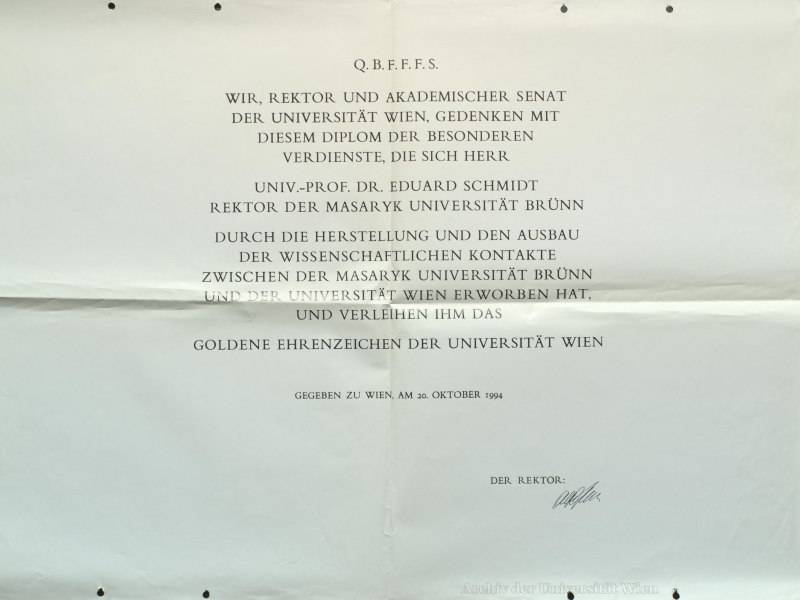 Q. B. F. F. F. S.
WIR, REKTOR UND AKADEMISCHER SENAT
DER UNIVERSITÄT WIEN, GEDENKEN MIT
DIESEM DIPLOM DER BESONDEREN
VERDIENSTE, DIE SICH HERR
UNIV.-PROF. DR. EDUARD SCHMIDT
REKTOR DER MASARYK UNIVERSITÄT BRÜNN
DURCH DIE HERSTELLUNG UND DEN AUSBAU
DER WISSENSCHAFTLICHEN KONTAKTE
ZWISCHEN DER MASARYK UNIVERSITÄT BRÜNN
UND DER UNIVERSITÄT WIEN ERWORBEN HAT,
UND VERLEIHEN IHM DAS
GOLDENE EHRENZEICHEN DER UNIVERSITÄT WIEN
GEGEBEN ZU WIEN, AM 20. OKTOBER 1994
DER REKTOR:
Archiv der Universität Wien